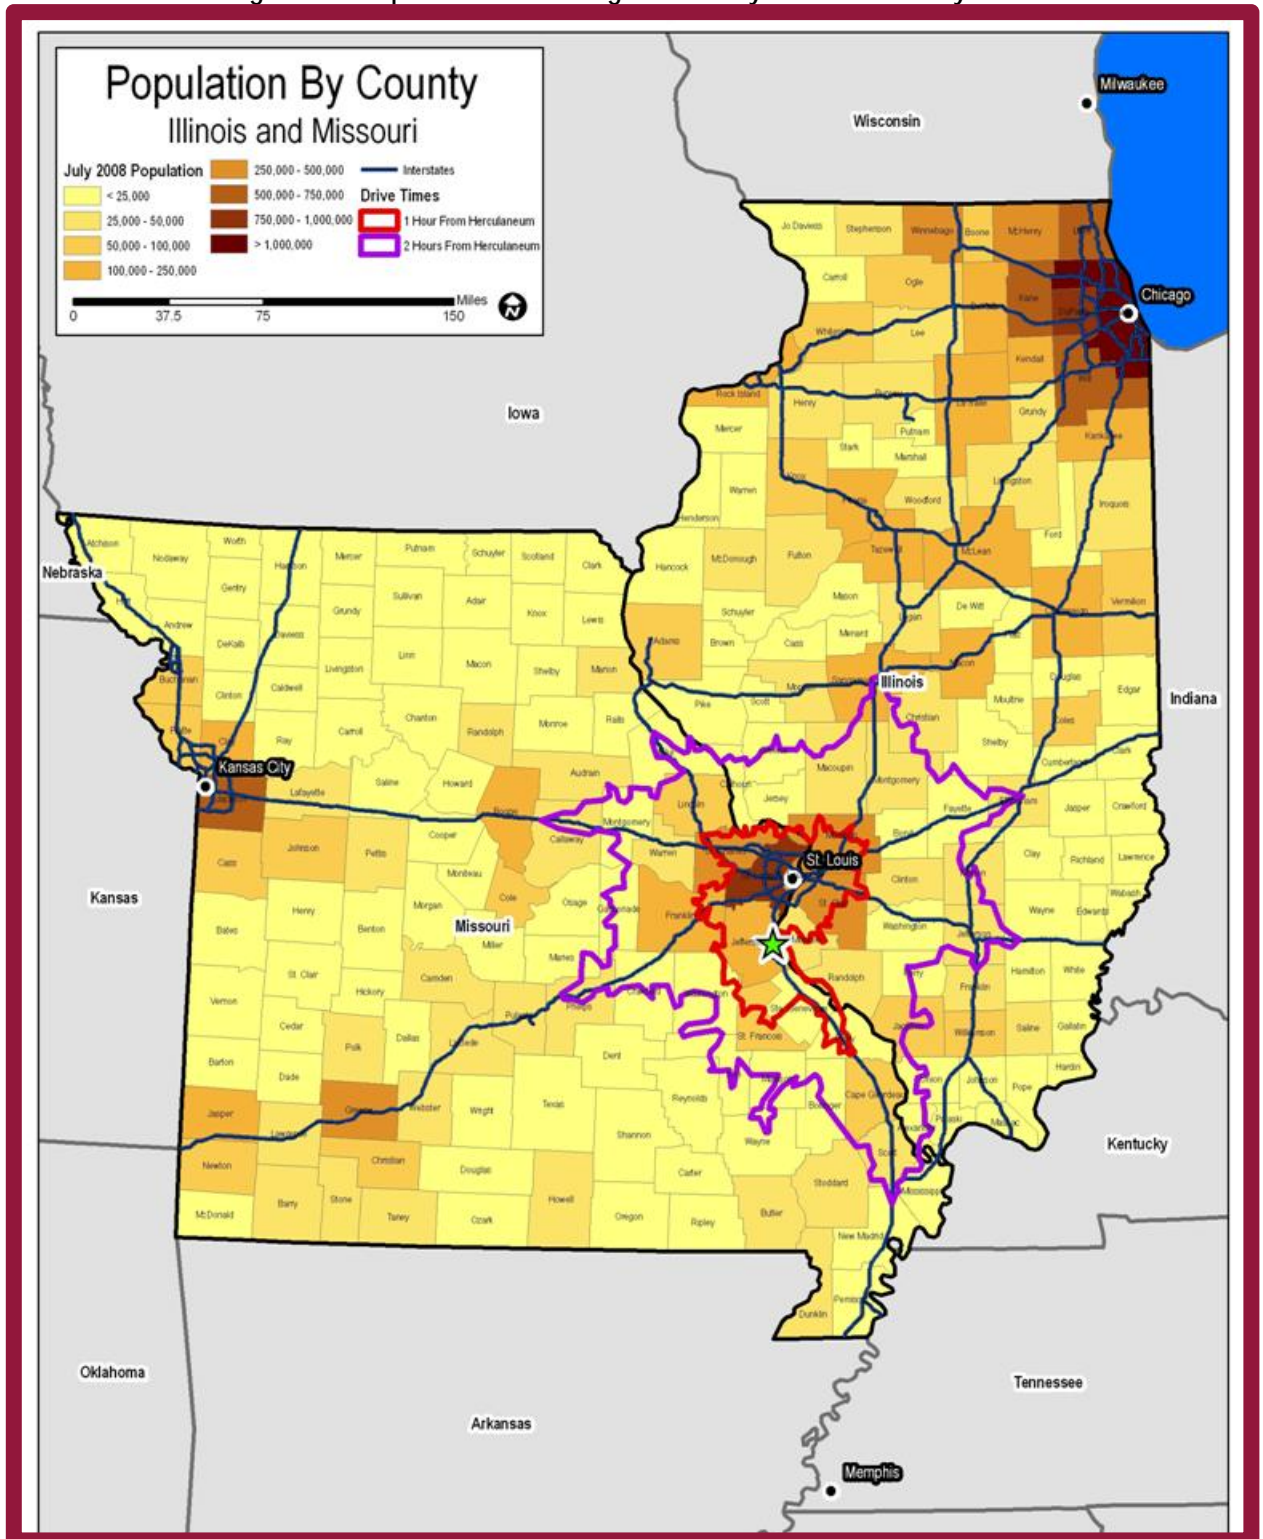 Population By County
Illinois and Missouri
July 2008 Population
< 25,000
25,000 - 50,000
50,000 - 100,000
100,000 - 250,000
250,000 - 500,000
500,000 - 750,000
750,000 - 1,000,000
> 1,000,000
Interstates
Drive Times
1 Hour From Herculaneum
2 Hours From Herculaneum
Miles
0 37.5 75 150
N
Milwaukee
Wisconsin
Jo Daviess Stephenson Winnebago Boone McHenry
Carroll Ogle Kane
Chicago
Whiteside Lee
Kendall
Rock Island Henry Grundy
Iowa
Mercer Putnam Kankakee
Stark Marshall
Knox Livingston
Warren Woodford Iroquois
Henderson
Ford
Atchison Worth Putnam Schuyler Scotland
Nodaway Harrison Mercer Clark Hancock McDonough Fulton Tazewell McLean
Nebraska
Gentry Sullivan Adair Mason De Witt Vermilion
Holt Grundy Knox Lewis Schuyler Logan
Andrew Daviess Adams Menard
DeKalb Linn Brown Cass
Livingston Macon Shelby Marion Macon
Buchanan Clinton Caldwell Illinois Douglas Edgar
Indiana
Pike Scott Moultrie
Chariton Monroe Ralls Christian Coles
Platte Clay Ray Carroll Randolph Shelby
Clark
Kansas City
Saline Howard Audrain Macoupin Montgomery Cumberland
Lafayette Calhoun Jersey Fayette Jasper Crawford
Boone Lincoln
Montgomery
Johnson Pettis Cooper Callaway
Cass Warren
St. Louis
Clay Richland Lawrence
Moniteau Clinton
Kansas
Henry Morgan Cole Osage Gasconade Franklin Wabash
Wayne Edwards
Bates Benton
Missouri
Washington
Miller
St. Clair Maries Perry Hamilton White
Camden Randolph
Vernon Hickory Franklin
Phelps
Cedar Dallas St. Francois Williamson Saline Gallatin
Polk Laclede
Barton Dent
Dade Hardin
Union Johnson Pope
Jasper Greene Webster Wright Texas Reynolds Cape Girardeau
Bollinger
Lawrence Shannon Wayne Pulaski
Massac
Kentucky
Newton Christian Douglas Carter Scott
Stoddard Mississippi
McDonald Barry Stone Taney Ozark Howell Oregon Ripley Butler
New Madrid
Dunklin
Oklahoma
Tennessee
Arkansas
Memphis